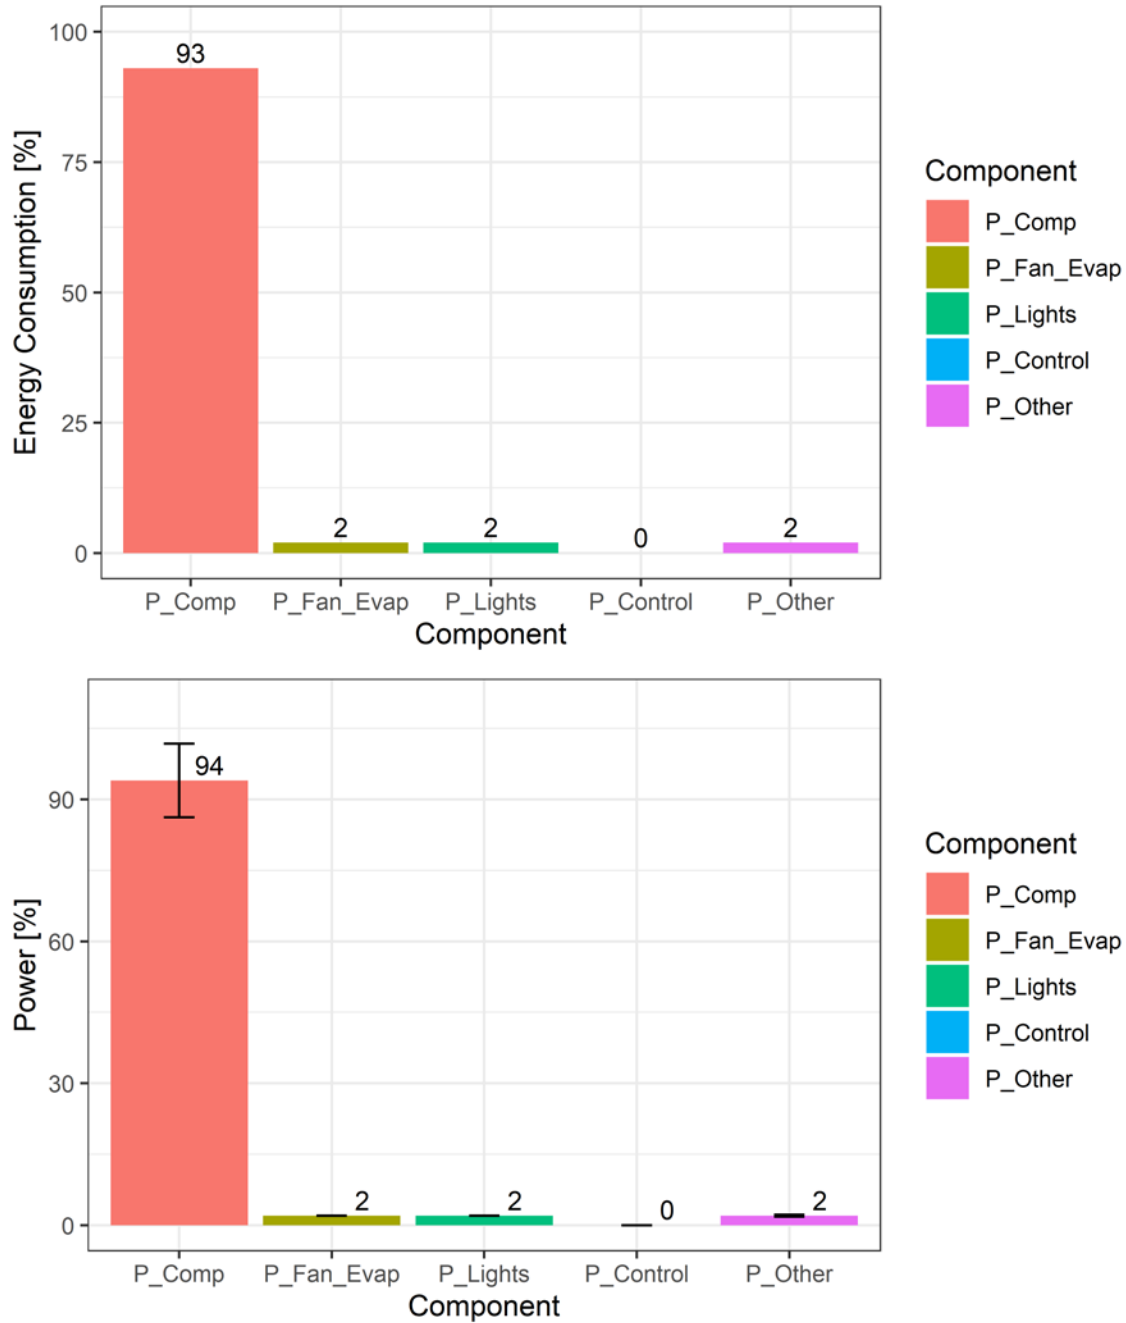 100
93
75
50
25
0
2
2
0
2
P_Comp
P_Fan_Evap
P_Lights
P_Control
P_Other
Component
Energy Consumption [%]
Component
P_Comp
P_Fan_Evap
P_Lights
P_Control
P_Other
94
90
60
30
0
2
2
0
2
P_Comp
P_Fan_Evap
P_Lights
P_Control
P_Other
Component
Power [%]
Component
P_Comp
P_Fan_Evap
P_Lights
P_Control
P_Other